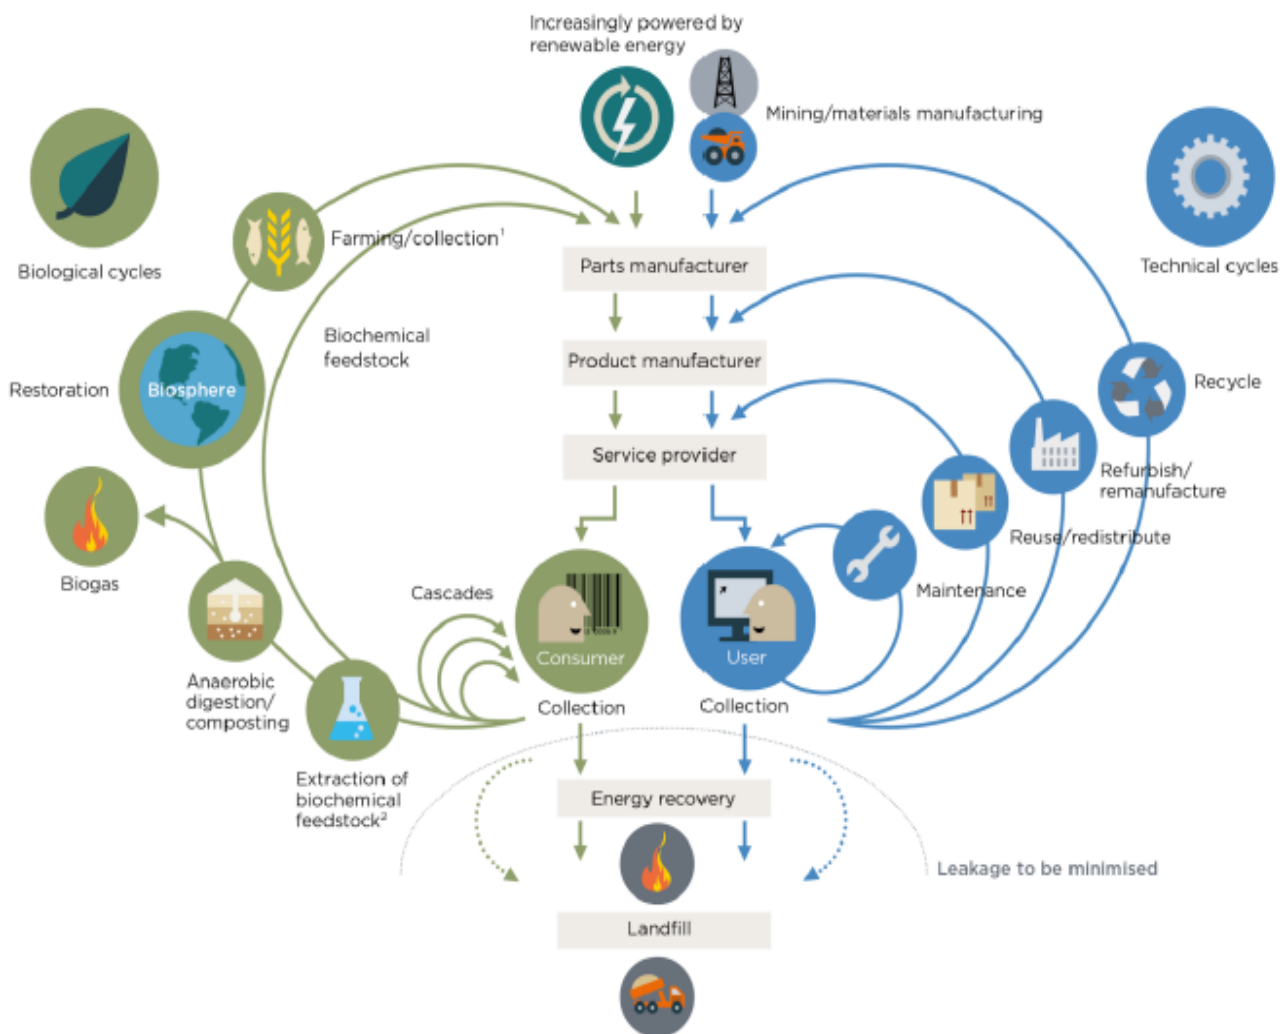 Increasingly powered by
renewable energy
Mining/materials manufacturing
Biological cycles
Technical cycles
Farming/collection¹
Parts manufacturer
Biochemical
feedstock
Product manufacturer
Restoration
Biosphere
Recycle
Service provider
Refurbish/
remanufacture
Reuse/redistribute
Biogas
Cascades
Maintenance
Consumer
User
Anaerobic
digestion/
composting
Collection
Collection
Extraction of
biochemical
feedstock²
Energy recovery
Leakage to be minimised
Landfill